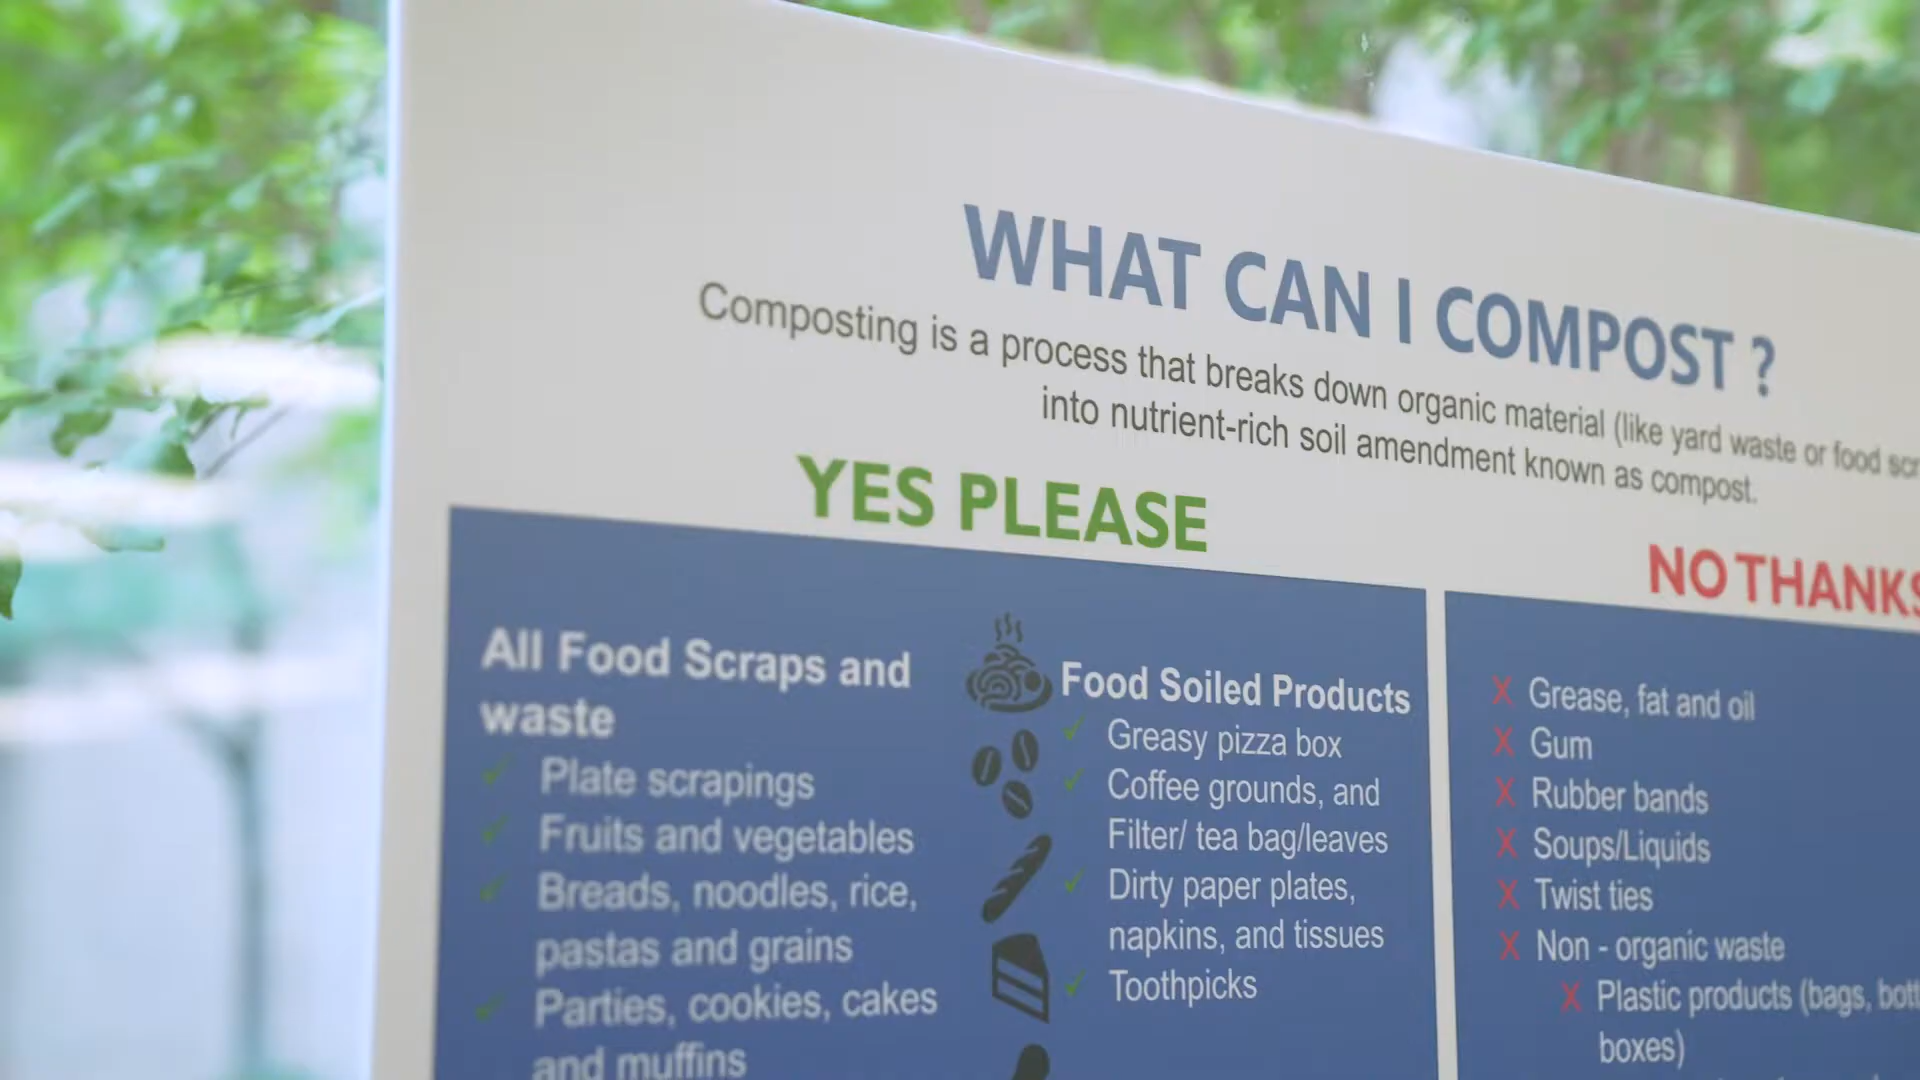 WHAT CAN I COMPOST ?
Composting is a process that breaks down organic material (like yard waste or food
into nutrient-rich soil amendment known as compost.
YES PLEASE
All Food Scraps and
waste
Plate scrapings
Fruits and vegetables
Breads, noodles, rice,
pastas and grains
Parties, cookies, cakes
and muffins
Food Soiled Products
Greasy pizza box
Coffee grounds, and
Filter/ tea bag/leaves
Dirty paper plates,
napkins, and tissues
Toothpicks
NO THANKS
Grease, fat and oil
Gum
Rubber bands
Soups/Liquids
Twist ties
Non - organic waste
Plastic products (bags,
boxes)